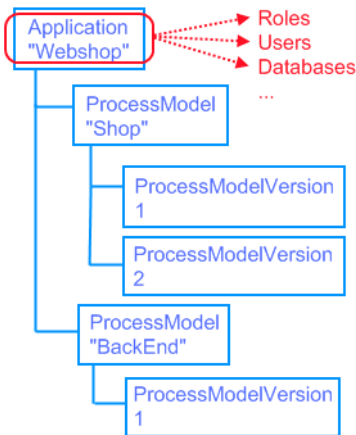 Application
"Webshop"
Roles
Users
Databases
...
ProcessModel
"Shop"
ProcessModelVersion
1
ProcessModelVersion
2
ProcessModel
"BackEnd"
ProcessModelVersion
1